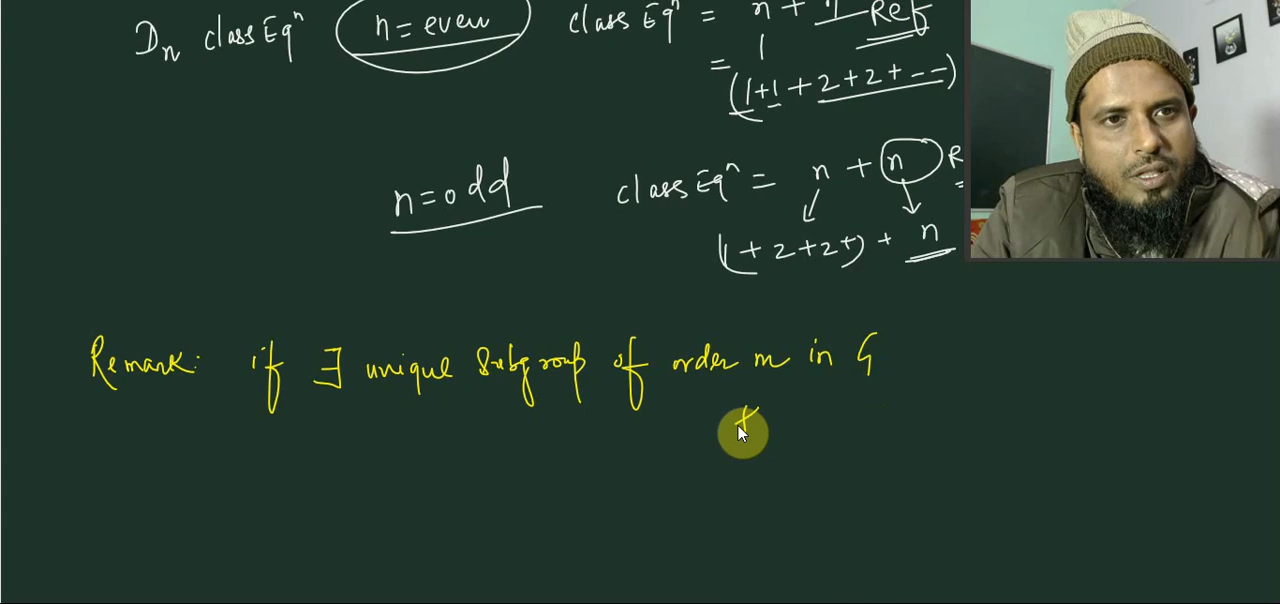 Dn class Eqn n = even class Eqn = n + Ref
= (1+1 + 2+2+--)
n = odd class Eqn = n + n R
(1 + 2+2+) + n
Remark: if ∃ unique Subgroup of order m in G
t